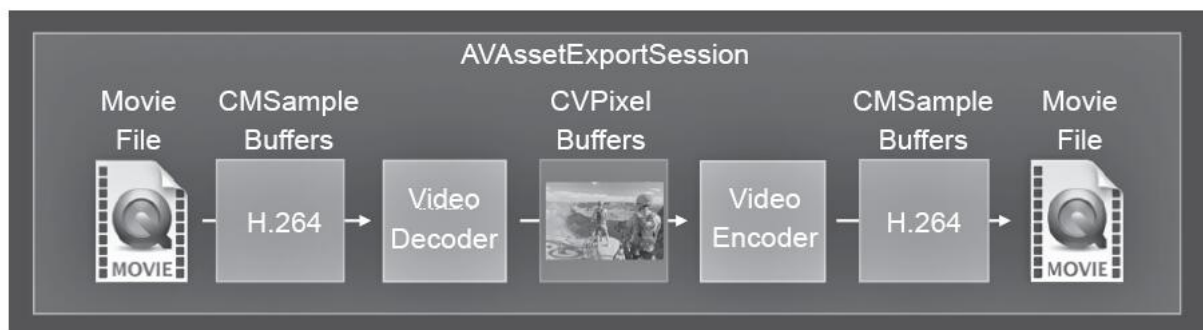 AVAssetExportSession
Movie
File
CMSample
Buffers
CVPixel
Buffers
CMSample
Buffers
Movie
File
MOVIE
H.264
Video
Decoder
Video
Encoder
H.264
MOVIE